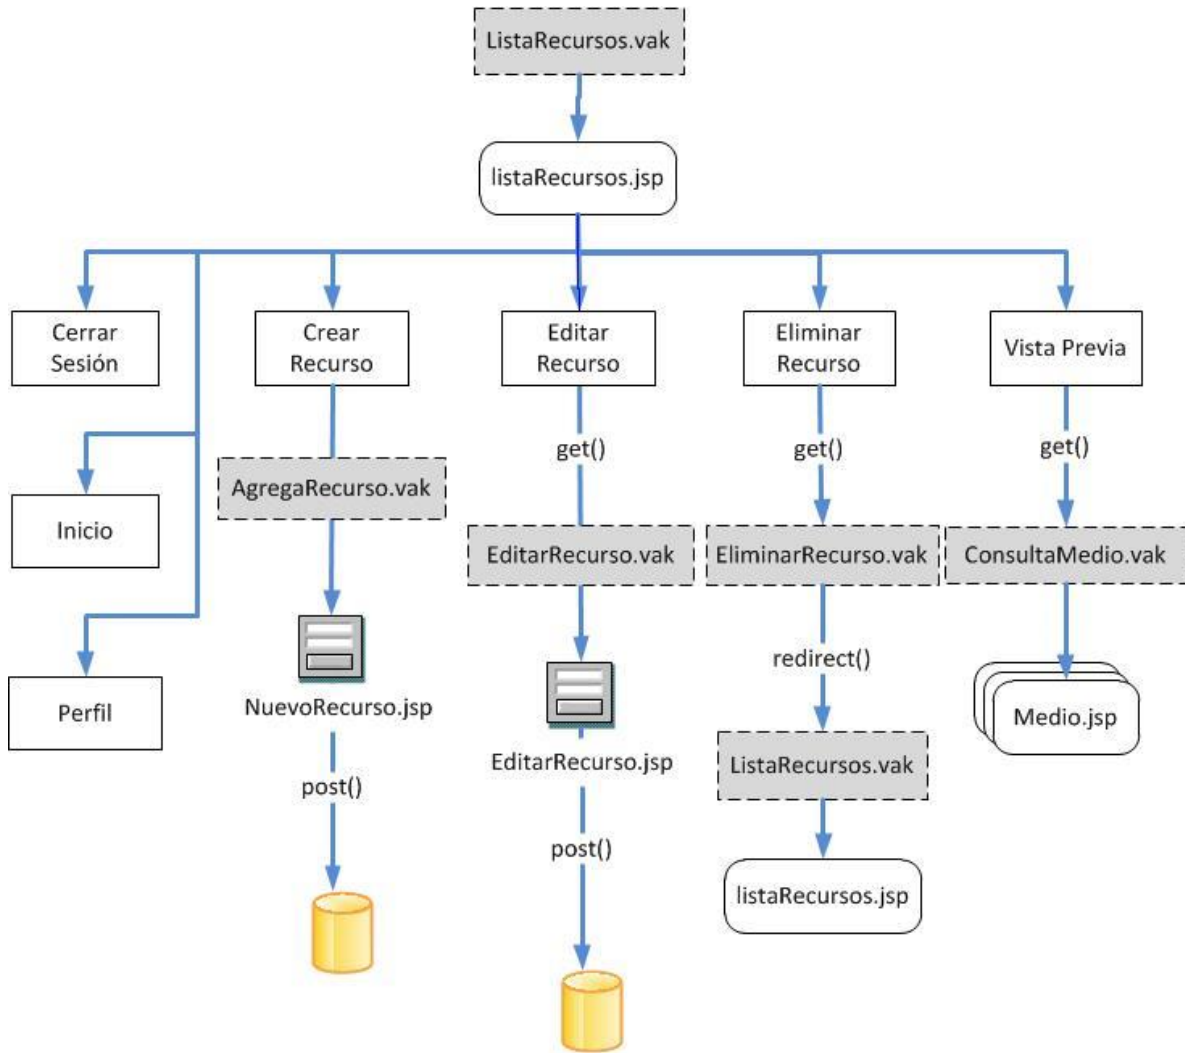 ListaRecursos.vak
listaRecursos.jsp
Cerrar
Sesión
Crear
Recurso
Editar
Recurso
Eliminar
Recurso
Vista Previa
get()
get()
get()
AgregaRecurso.vak
Inicio
EditarRecurso.vak
EliminarRecurso.vak
ConsultaMedio.vak
redirect()
NuevoRecurso.jsp
Perfil
Medio.jsp
EditarRecurso.jsp
ListaRecursos.vak
post()
post()
listaRecursos.jsp